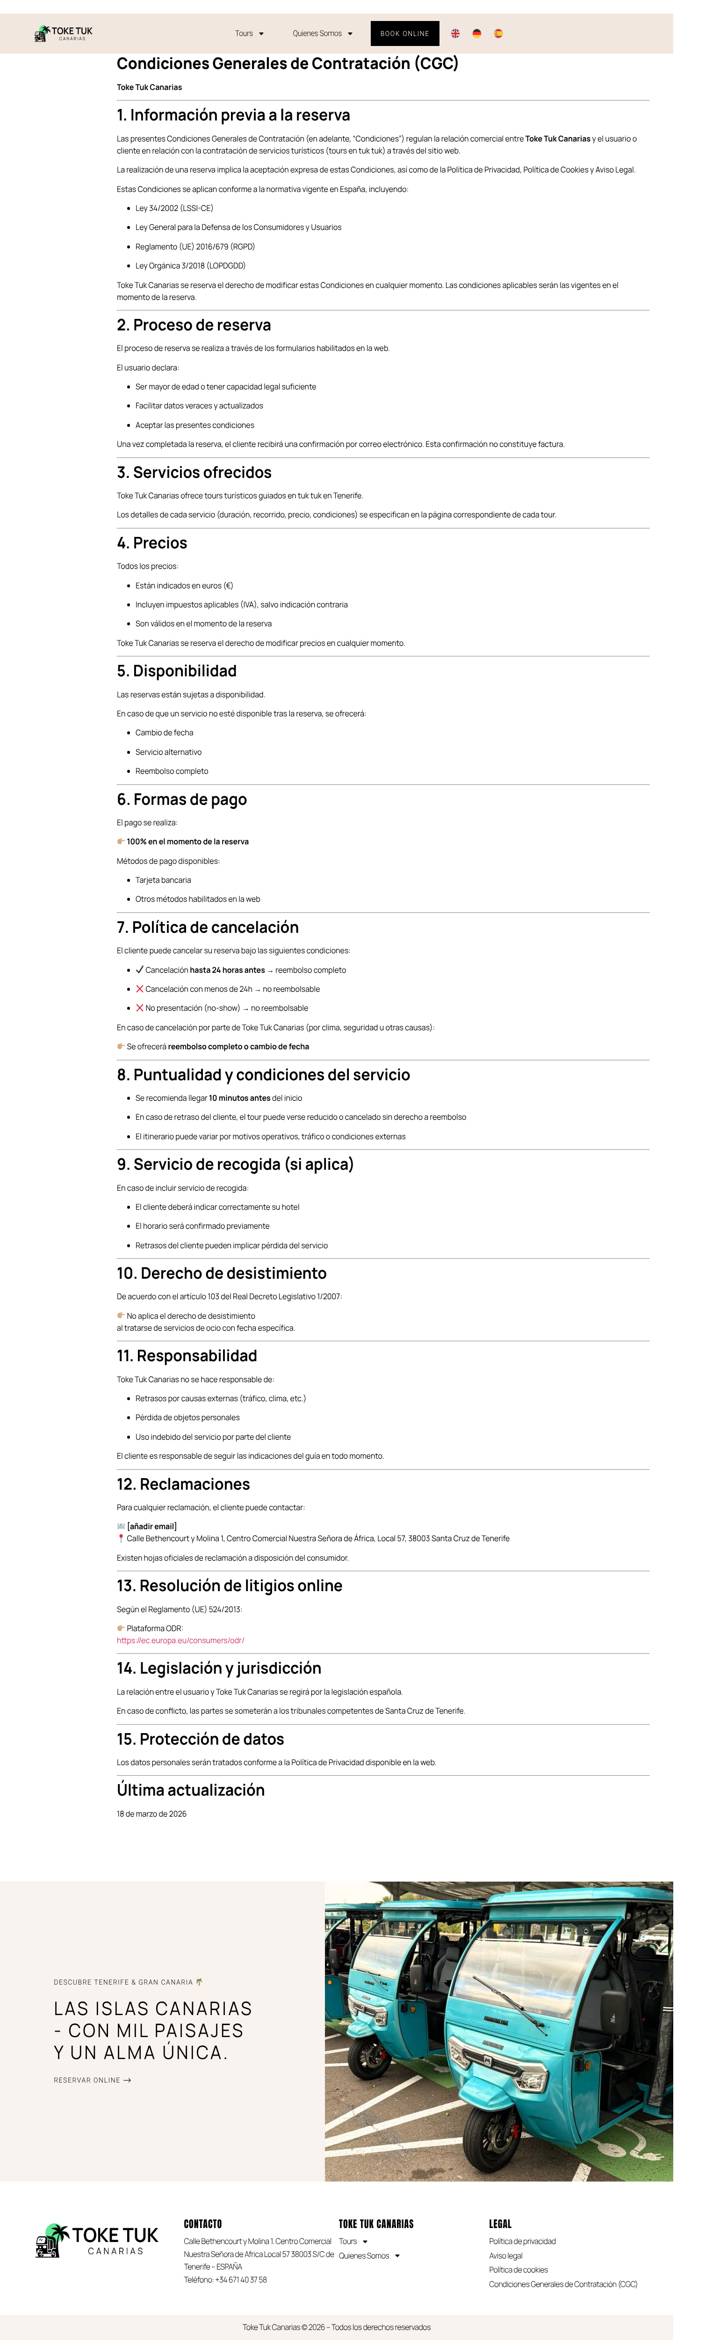 TOKE TUK
CANARIAS
Tours
Quienes Somos
BOOK ONLINE
Condiciones Generales de Contratación (CGC)
Toke Tuk Canarias
1. Información previa a la reserva
Las presentes Condiciones Generales de Contratación (en adelante, “Condiciones”) regulan la relación comercial entre Toke Tuk Canarias y el usuario o
cliente en relación con la contratación de servicios turísticos (tours en tuk tuk) a través del sitio web.
La realización de una reserva implica la aceptación expresa de estas Condiciones, así como de la Política de Privacidad, Política de Cookies y Aviso Legal.
Estas Condiciones se aplican conforme a la normativa vigente en España, incluyendo:
• Ley 34/2002 (LSSI-CE)
• Ley General para la Defensa de los Consumidores y Usuarios
• Reglamento (UE) 2016/679 (RGPD)
• Ley Orgánica 3/2018 (LOPDGDD)
Toke Tuk Canarias se reserva el derecho de modificar estas Condiciones en cualquier momento. Las condiciones aplicables serán las vigentes en el
momento de la reserva.
2. Proceso de reserva
El proceso de reserva se realiza a través de los formularios habilitados en la web.
El usuario declara:
• Ser mayor de edad o tener capacidad legal suficiente
• Facilitar datos veraces y actualizados
• Aceptar las presentes condiciones
Una vez completada la reserva, el cliente recibirá una confirmación por correo electrónico. Esta confirmación no constituye factura.
3. Servicios ofrecidos
Toke Tuk Canarias ofrece tours turísticos guiados en tuk tuk en Tenerife.
Los detalles de cada servicio (duración, recorrido, precio, condiciones) se especifican en la página correspondiente de cada tour.
4. Precios
Todos los precios:
• Están indicados en euros (€)
• Incluyen impuestos aplicables (IVA), salvo indicación contraria
• Son válidos en el momento de la reserva
Toke Tuk Canarias se reserva el derecho de modificar precios en cualquier momento.
5. Disponibilidad
Las reservas están sujetas a disponibilidad.
En caso de que un servicio no esté disponible tras la reserva, se ofrecerá:
• Cambio de fecha
• Servicio alternativo
• Reembolso completo
6. Formas de pago
El pago se realiza:
👉 100% en el momento de la reserva
Métodos de pago disponibles:
• Tarjeta bancaria
• Otros métodos habilitados en la web
7. Política de cancelación
El cliente puede cancelar su reserva bajo las siguientes condiciones:
• ✔ Cancelación hasta 24 horas antes → reembolso completo
• ❌ Cancelación con menos de 24h → no reembolsable
• ❌ No presentación (no-show) → no reembolsable
En caso de cancelación por parte de Toke Tuk Canarias (por clima, seguridad u otras causas):
👉 Se ofrecerá reembolso completo o cambio de fecha
8. Puntualidad y condiciones del servicio
• Se recomienda llegar 10 minutos antes del inicio
• En caso de retraso del cliente, el tour puede verse reducido o cancelado sin derecho a reembolso
• El itinerario puede variar por motivos operativos, tráfico o condiciones externas
9. Servicio de recogida (si aplica)
En caso de incluir servicio de recogida:
• El cliente deberá indicar correctamente su hotel
• El horario será confirmado previamente
• Retrasos del cliente pueden implicar pérdida del servicio
10. Derecho de desistimiento
De acuerdo con el artículo 103 del Real Decreto Legislativo 1/2007:
👉 No aplica el derecho de desistimiento
al tratarse de servicios de ocio con fecha específica.
11. Responsabilidad
Toke Tuk Canarias no se hace responsable de:
• Retrasos por causas externas (tráfico, clima, etc.)
• Pérdida de objetos personales
• Uso indebido del servicio por parte del cliente
El cliente es responsable de seguir las indicaciones del guía en todo momento.
12. Reclamaciones
Para cualquier reclamación, el cliente puede contactar:
📧 [añadir email]
📍 Calle Bethencourt y Molina 1, Centro Comercial Nuestra Señora de África, Local 57, 38003 Santa Cruz de Tenerife
Existen hojas oficiales de reclamación a disposición del consumidor.
13. Resolución de litigios online
Según el Reglamento (UE) 524/2013:
👉 Plataforma ODR:
https://ec.europa.eu/consumers/odr/
14. Legislación y jurisdicción
La relación entre el usuario y Toke Tuk Canarias se regirá por la legislación española.
En caso de conflicto, las partes se someterán a los tribunales competentes de Santa Cruz de Tenerife.
15. Protección de datos
Los datos personales serán tratados conforme a la Política de Privacidad disponible en la web.
Última actualización
18 de marzo de 2026
DESCUBRE TENERIFE & GRAN CANARIA 🌴
LAS ISLAS CANARIAS
- CON MIL PAISAJES
Y UN ALMA ÚNICA.
RESERVAR ONLINE →
TOKE TUK
CANARIAS
CONTACTO
Calle Bethencourt y Molina 1. Centro Comercial
Nuestra Señora de Africa Local 57 38003 S/C de
Tenerife – ESPAÑA
Teléfono: +34 671 40 37 58
TOKE TUK CANARIAS
Tours
Quienes Somos
LEGAL
Política de privacidad
Aviso legal
Política de cookies
Condiciones Generales de Contratación (CGC)
Toke Tuk Canarias © 2026 – Todos los derechos reservados